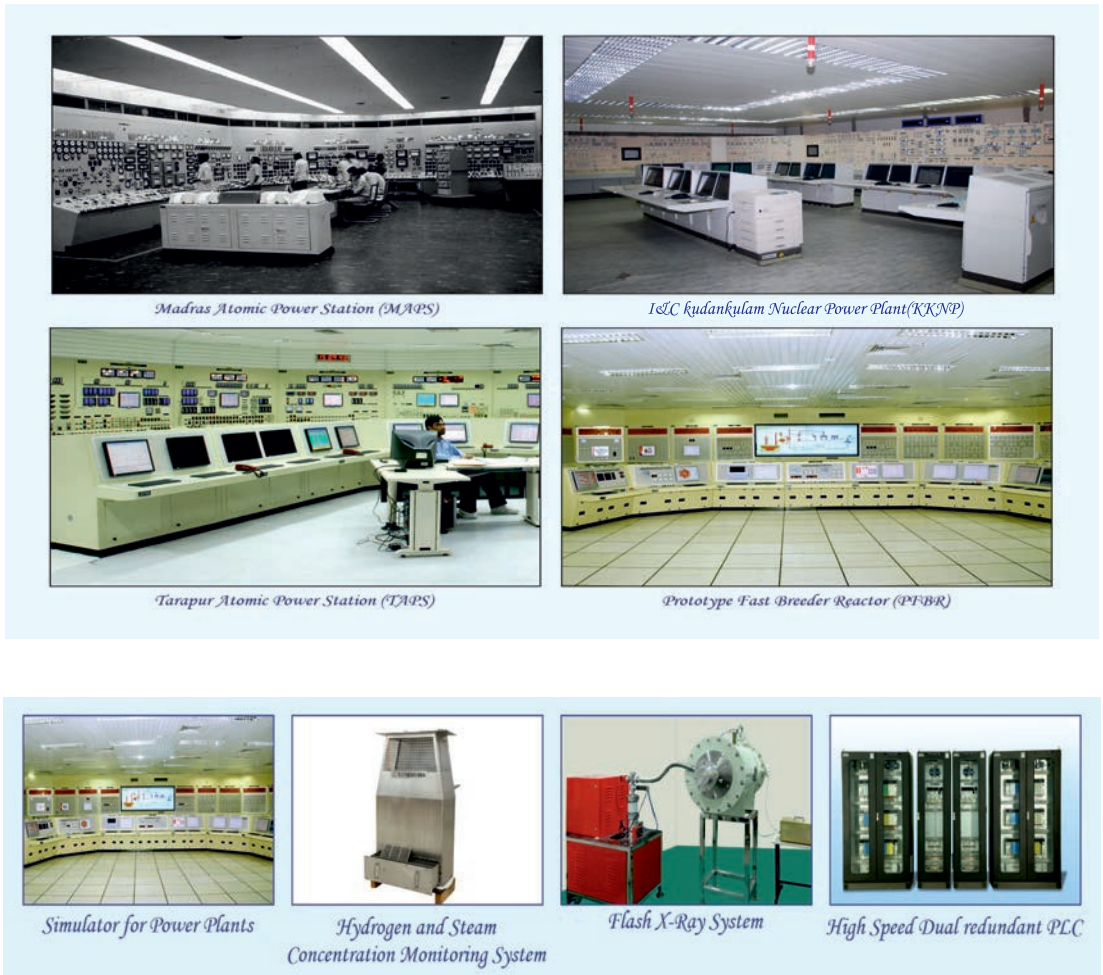 Madras Atomic Power Station (MAPS)
I&C kudankulam Nuclear Power Plant(KKNP)
Tarapur Atomic Power Station (TAPS)
Prototype Fast Breeder Reactor (PFBR)
Simulator for Power Plants
Hydrogen and Steam
Concentration Monitoring System
Flash X-Ray System
High Speed Dual redundant PLC